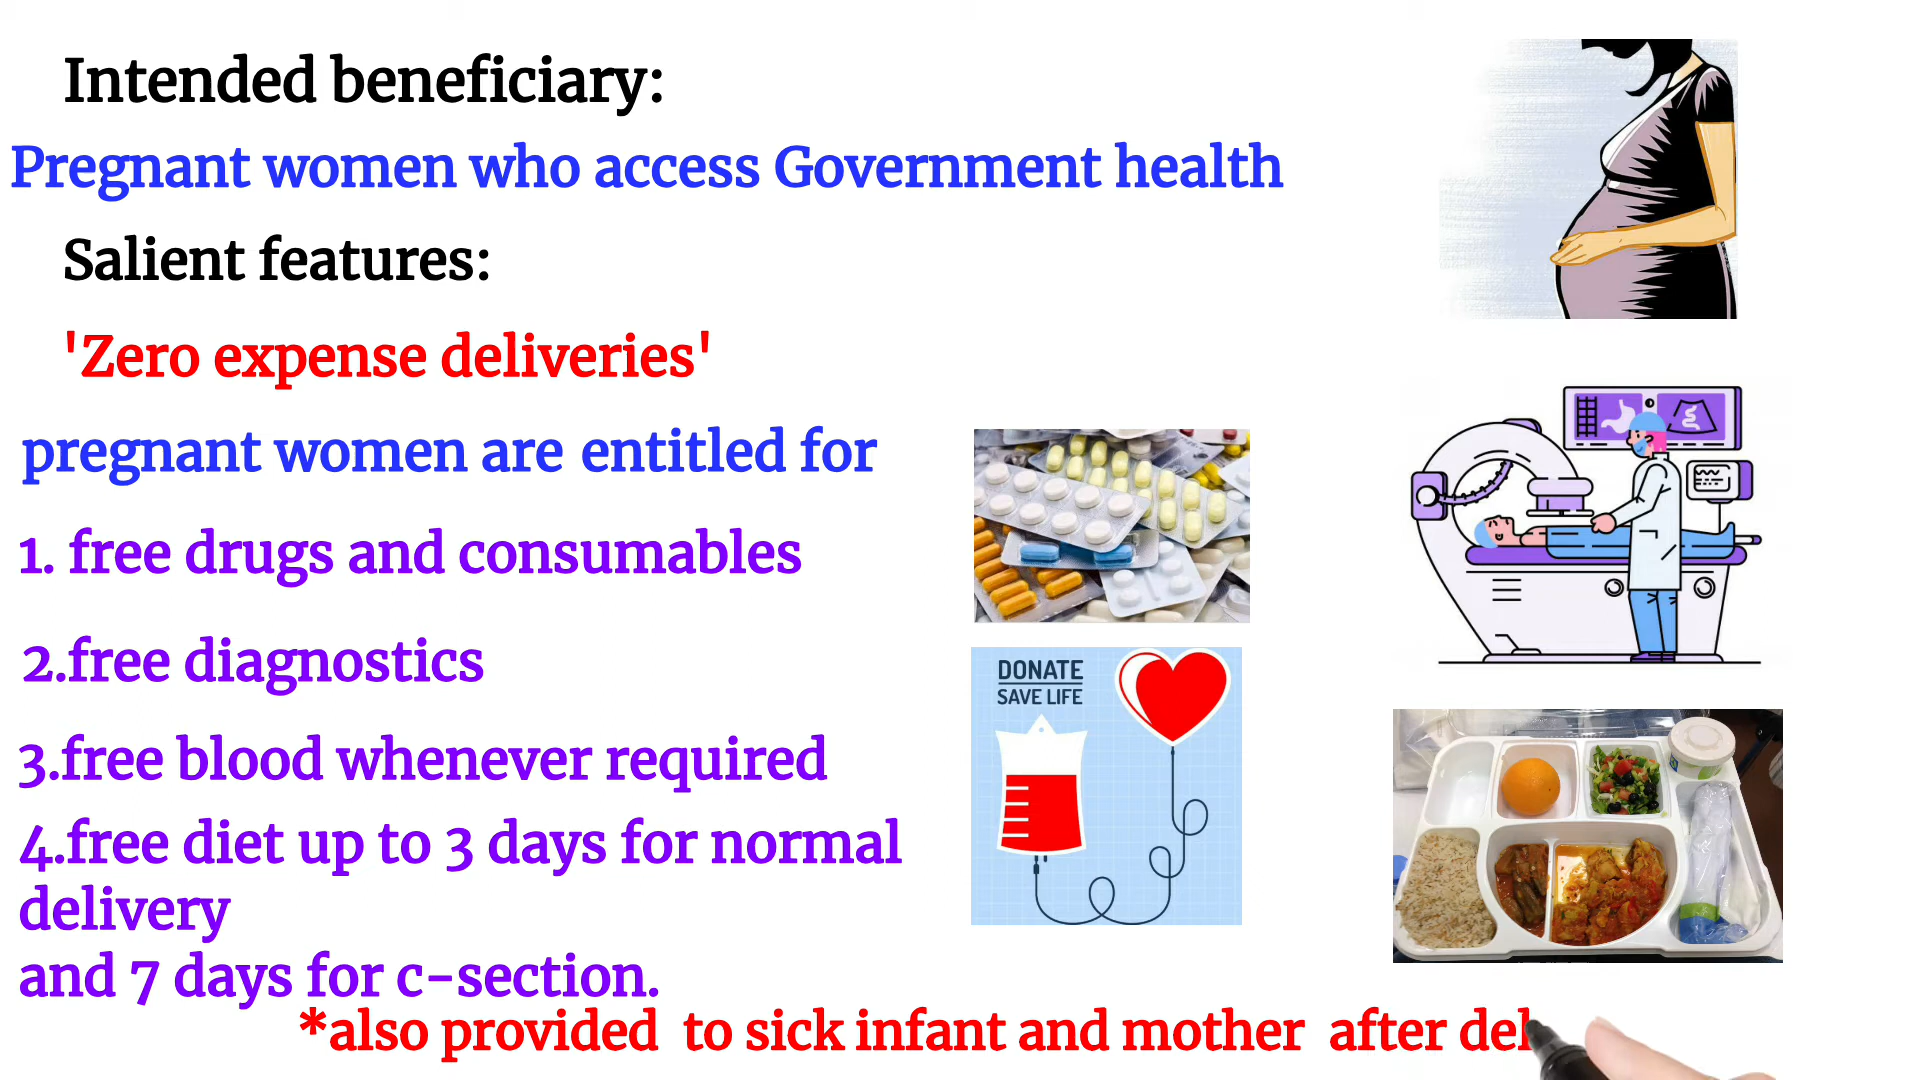 Intended beneficiary:
Pregnant women who access Government health
Salient features:
'Zero expense deliveries'
pregnant women are entitled for
1. free drugs and consumables
2.free diagnostics
3.free blood whenever required
4.free diet up to 3 days for normal
delivery
and 7 days for c-section.
*also provided  to sick infant and mother  after del
DONATE
SAVE LIFE